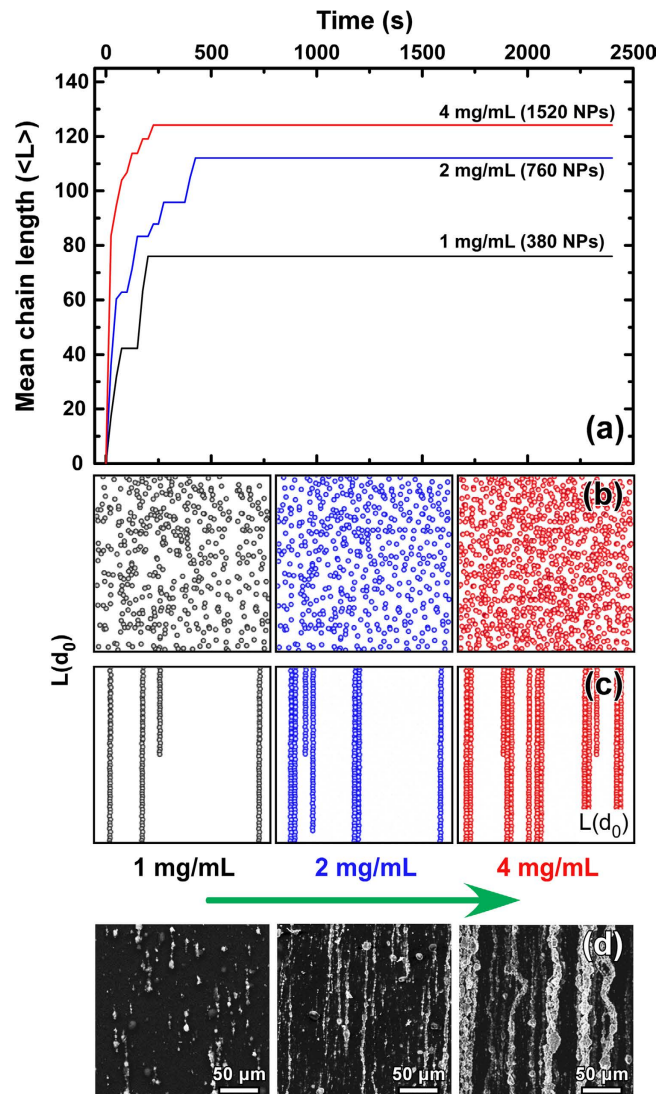 Time (s)
0 500 1000 1500 2000 2500
140
120
100
80
60
40
20
0
Mean chain length (<L>)
4 mg/mL (1520 NPs)
2 mg/mL (760 NPs)
1 mg/mL (380 NPs)
(a)
(b)
L(d₀)
(c)
L(d₀)
1 mg/mL 2 mg/mL 4 mg/mL
(d)
50 μm 50 μm 50 μm